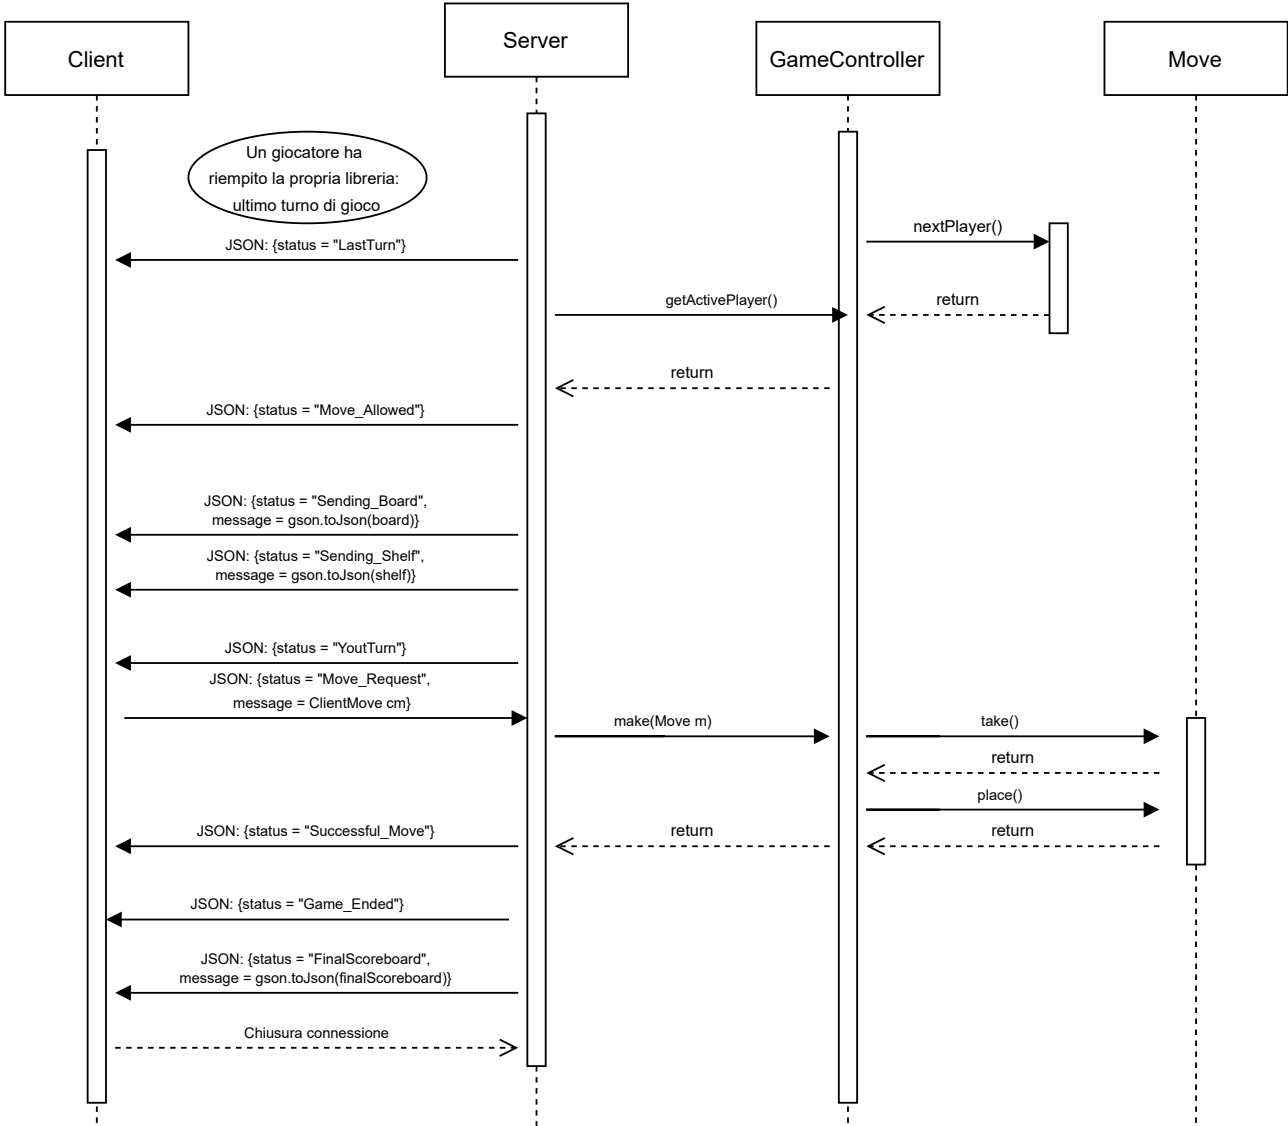 Client
Server
GameController
Move
Un giocatore ha
riempito la propria libreria:
ultimo turno di gioco
nextPlayer()
JSON: {status = "LastTurn"}
getActivePlayer()
return
return
JSON: {status = "Move_Allowed"}
JSON: {status = "Sending_Board",
message = gson.toJson(board)}
JSON: {status = "Sending_Shelf",
message = gson.toJson(shelf)}
JSON: {status = "YoutTurn"}
JSON: {status = "Move_Request",
message = ClientMove cm}
make(Move m)
take()
return
place()
JSON: {status = "Successful_Move"}
return
return
JSON: {status = "Game_Ended"}
JSON: {status = "FinalScoreboard",
message = gson.toJson(finalScoreboard)}
Chiusura connessione